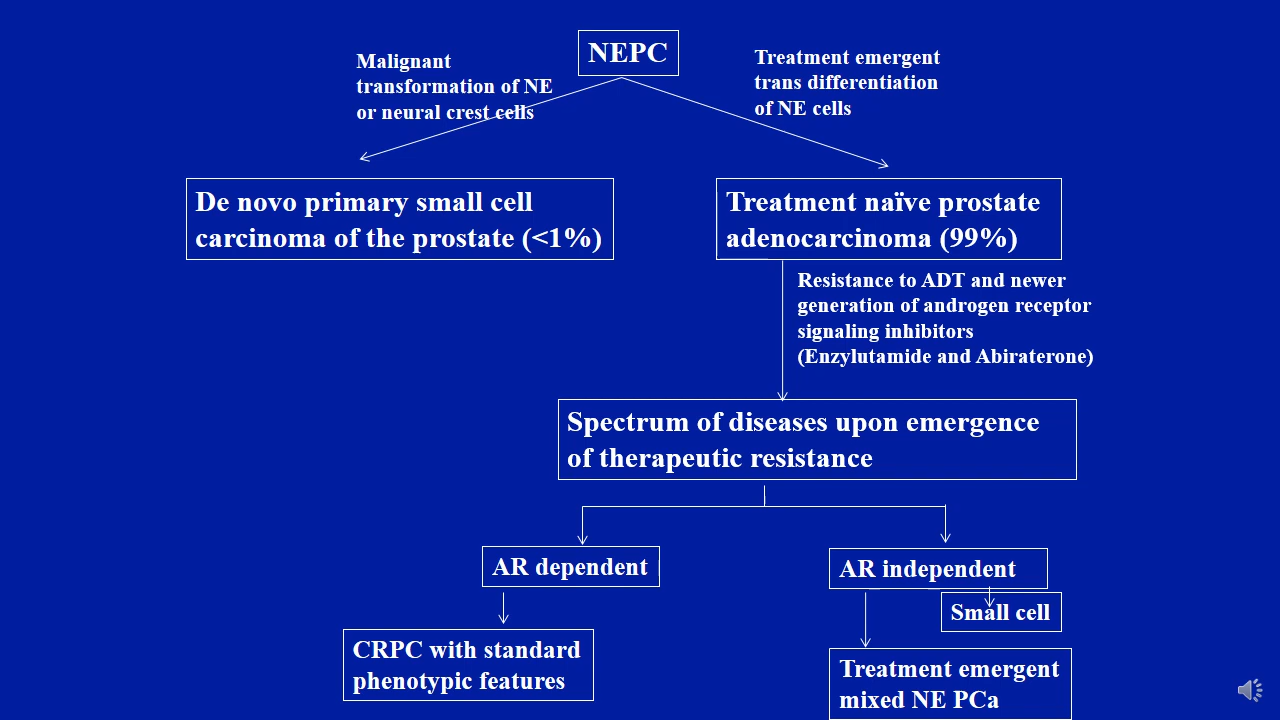 NEPC
Malignant
transformation of NE
or neural crest cells
Treatment emergent
trans differentiation
of NE cells
De novo primary small cell
carcinoma of the prostate (<1%)
Treatment naïve prostate
adenocarcinoma (99%)
Resistance to ADT and newer
generation of androgen receptor
signaling inhibitors
(Enzylutamide and Abiraterone)
Spectrum of diseases upon emergence
of therapeutic resistance
AR dependent
AR independent
Small cell
CRPC with standard
phenotypic features
Treatment emergent
mixed NE PCa